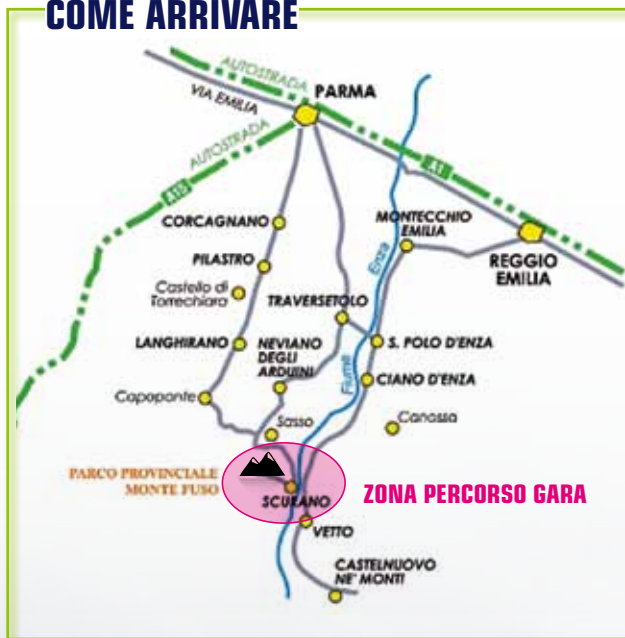 COME ARRIVARE
AUTOSTRADA
VIA EMILIA
PARMA
AUTOSTRADA
A15
A1
CORCAGNANO
MONTECCHIO
EMILIA
PILASTRO
REGGIO
EMILIA
Castello di
Torrechiara
Enza
TRAVERSETOLO
LANGHIRANO
NEVIANO
DEGLI
ARDUINI
S. POLO D'ENZA
Fiume
CIANO D'ENZA
Capoponte
Canossa
Sasso
PARCO PROVINCIALE
MONTE FUSO
SCURANO
ZONA PERCORSO GARA
VETTO
CASTELNUOVO
NE' MONTI